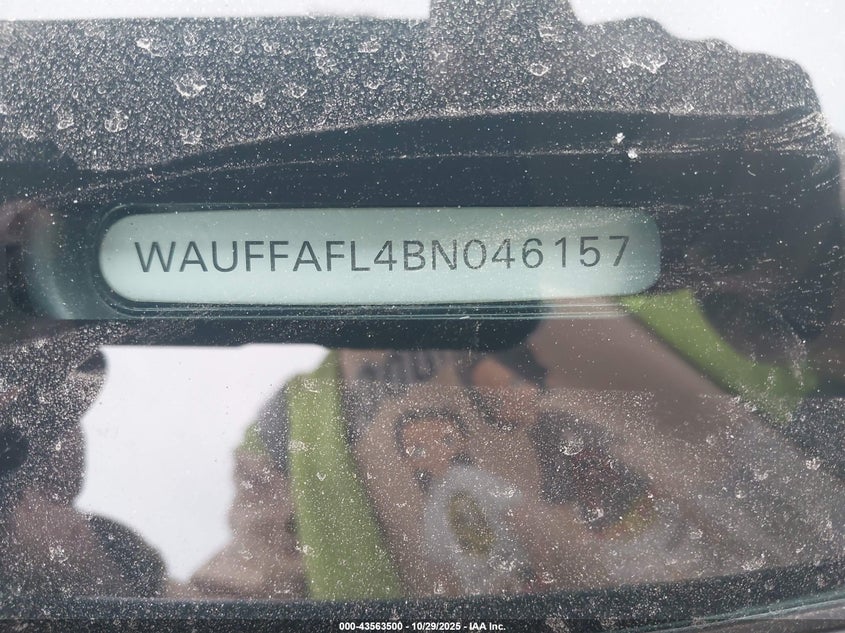 WAUFFAFL4BN046157
000-43563500 - 10/29/2025 - IAA Inc.